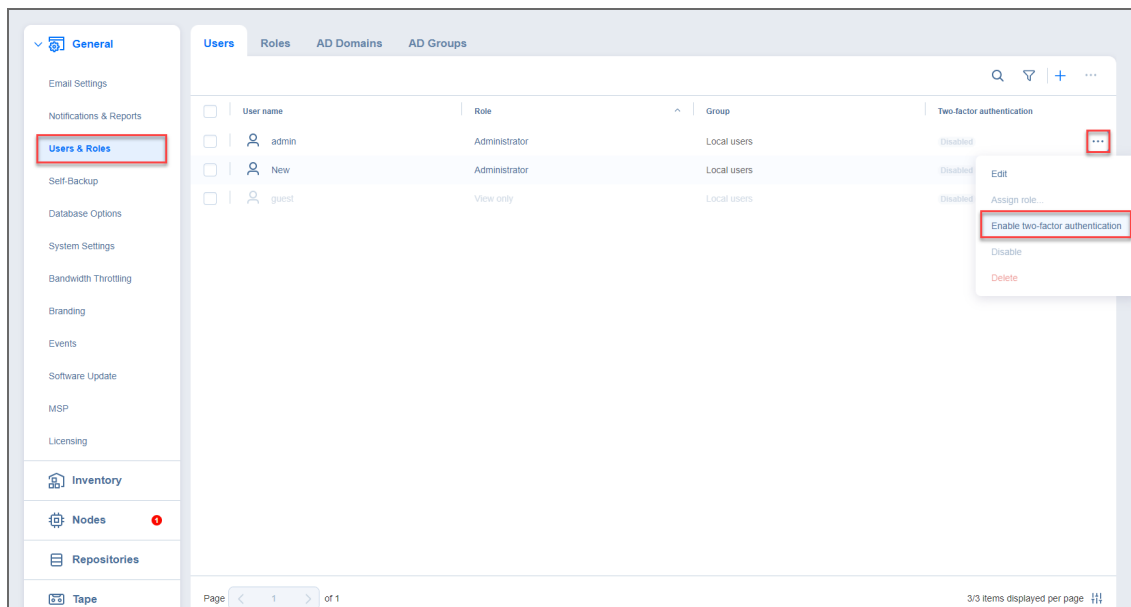 General
Email Settings
Notifications & Reports
Users & Roles
Self-Backup
Database Options
System Settings
Bandwidth Throttling
Branding
Events
Software Update
MSP
Licensing
Inventory
Nodes 1
Repositories
Tape
Users Roles AD Domains AD Groups
User name Role Group Two-factor authentication
admin Administrator Local users Disabled
New Administrator Local users Disabled
guest View only Local users Disabled
Edit
Assign role...
Enable two-factor authentication
Disable
Delete
Page 1 of 1 3/3 items displayed per page